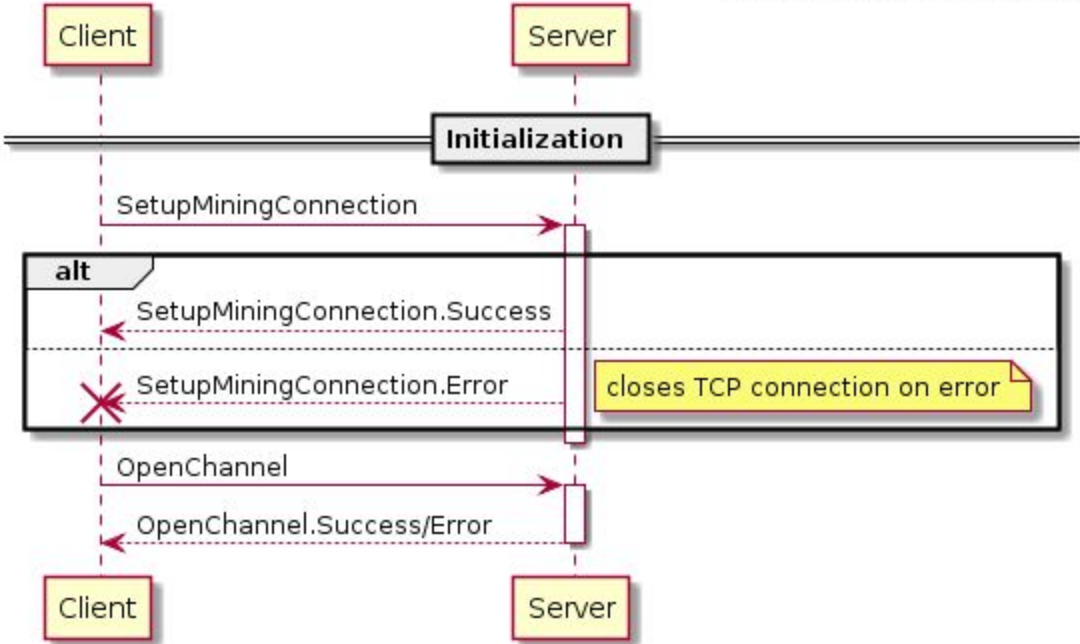 Client
Server
Initialization
SetupMiningConnection
alt
SetupMiningConnection.Success
SetupMiningConnection.Error
closes TCP connection on error
OpenChannel
OpenChannel.Success/Error
Client
Server